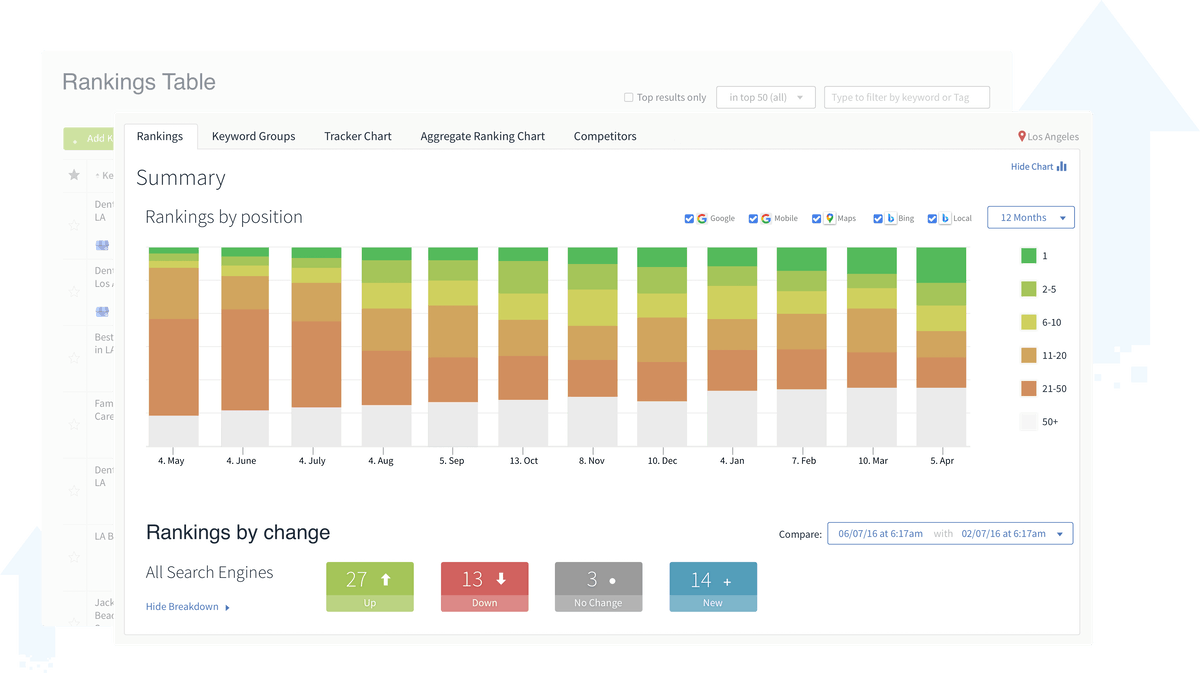 Rankings Table
Top results only
in top 50 (all)
Type to filter by keyword or Tag
Rankings
Keyword Groups
Tracker Chart
Aggregate Ranking Chart
Competitors
Los Angeles
Add K
Hide Chart
Summary
Rankings by position
Google
Mobile
Maps
Bing
Local
12 Months
↑ Ke
Dent
LA
Dent
Los A
Best
in LA
Fam
Care
Dent
LA
LA B
Jack
Bear
1
2-5
6-10
11-20
21-50
50+
4. May
4. June
4. July
4. Aug
5. Sep
13. Oct
8. Nov
10. Dec
4. Jan
7. Feb
10. Mar
5. Apr
Rankings by change
Compare:
06/07/16 at 6:17am with 02/07/16 at 6:17am
All Search Engines
Hide Breakdown
27
Up
13
Down
3
No Change
14 +
New